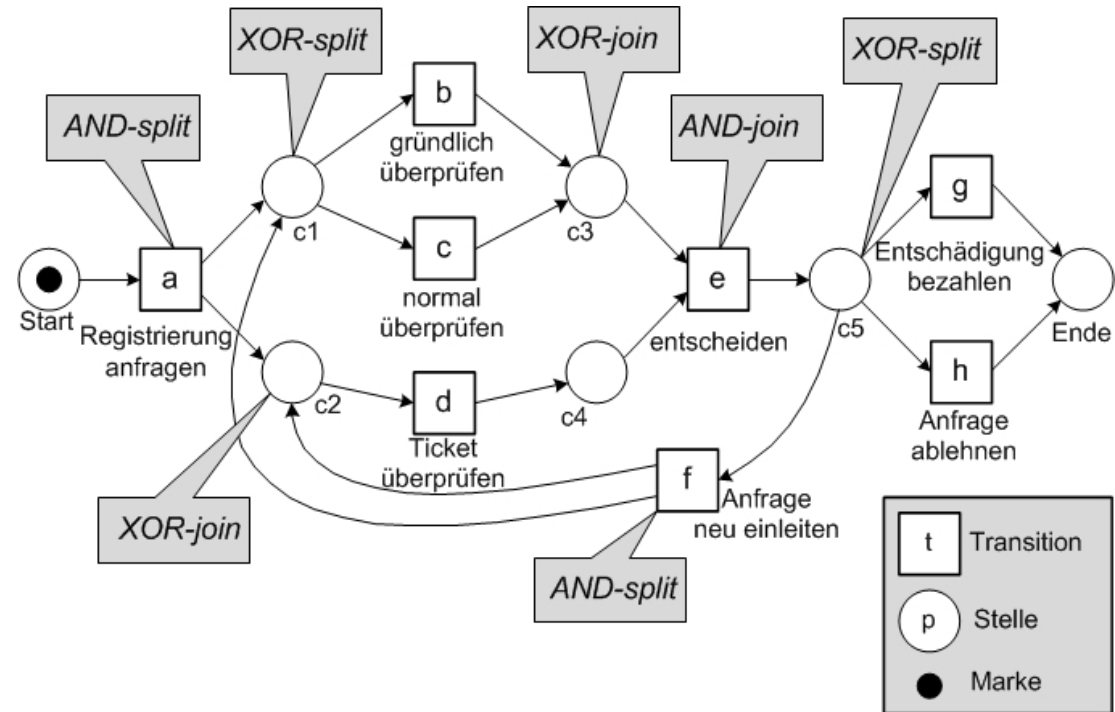 XOR-split
XOR-join
XOR-split
AND-split
AND-join
b
gründlich
überprüfen
c1
c3
g
c
a
e
Entschädigung
bezahlen
normal
überprüfen
Start
Registrierung
anfragen
entscheiden
c5
Ende
c2
d
c4
h
Ticket
überprüfen
Anfrage
ablehnen
f
Anfrage
neu einleiten
XOR-join
AND-split
t
Transition
p
Stelle
Marke